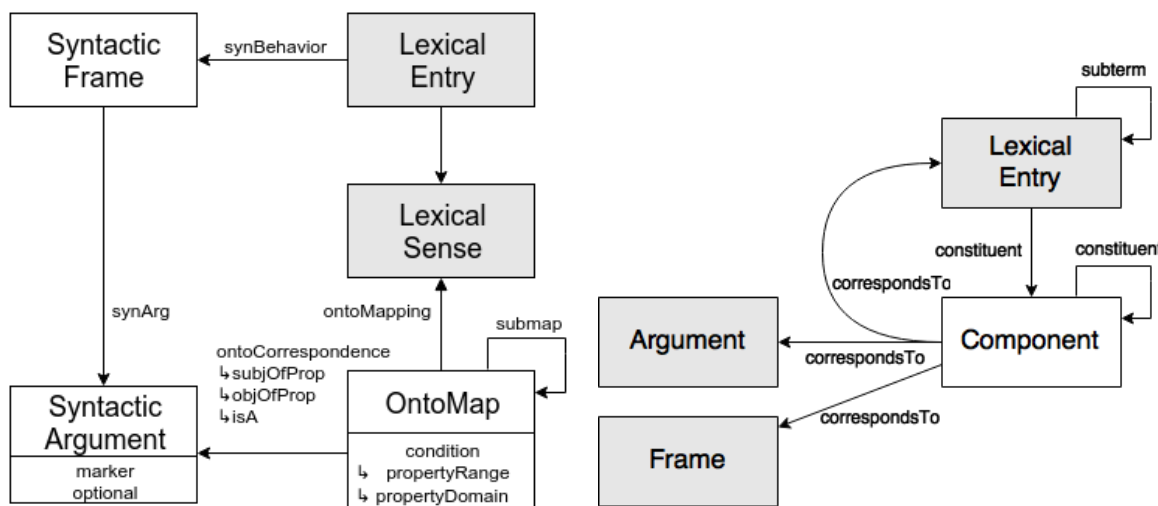 Syntactic
Frame
synBehavior
Lexical
Entry
Lexical
Sense
synArg
ontoMapping
submap
ontoCorrespondence
↳subjOfProp
↳objOfProp
↳isA
Syntactic
Argument
marker
optional
OntoMap
condition
↳ propertyRange
↳ propertyDomain
subterm
Lexical
Entry
constituent
constituent
correspondsTo
Argument
correspondsTo
Component
correspondsTo
Frame